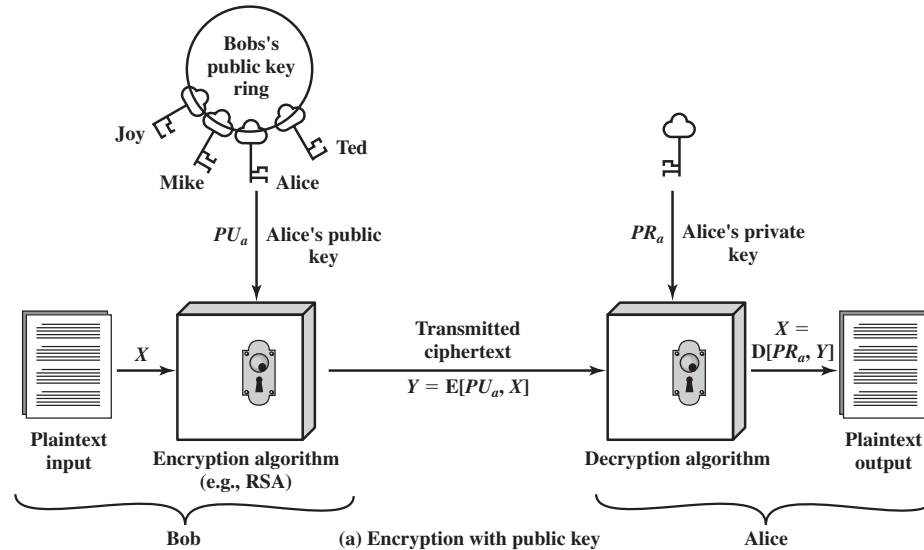 Bobs's
public key
ring
Joy
Ted
Mike
Alice
PUa
Alice's public
key
PRa
Alice's private
key
X
Transmitted
ciphertext
Y = E[PUa, X]
X =
D[PRa, Y]
Plaintext
input
Encryption algorithm
(e.g., RSA)
Decryption algorithm
Plaintext
output
Bob
(a) Encryption with public key
Alice